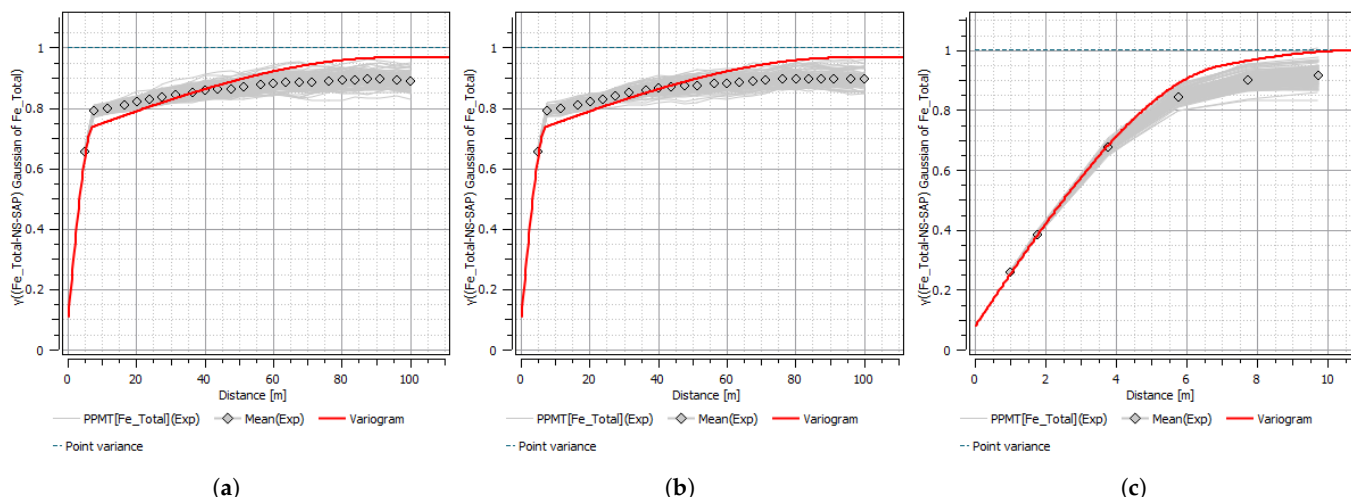 γ((Fe_Total-NS-SAP) Gaussian of Fe_Total)
1
0.8
0.6
0.4
0.2
0
0 20 40 60 80 100
Distance [m]
PPMT[Fe_Total](Exp) Mean(Exp) Variogram
Point variance
(a)
γ((Fe_Total-NS-SAP) Gaussian of Fe_Total)
1
0.8
0.6
0.4
0.2
0
0 20 40 60 80 100
Distance [m]
PPMT[Fe_Total](Exp) Mean(Exp) Variogram
Point variance
(b)
γ((Fe_Total-NS-SAP) Gaussian of Fe_Total)
1
0.8
0.6
0.4
0.2
0
0 2 4 6 8 10
Distance [m]
PPMT[Fe_Total](Exp) Mean(Exp) Variogram
Point variance
(c)